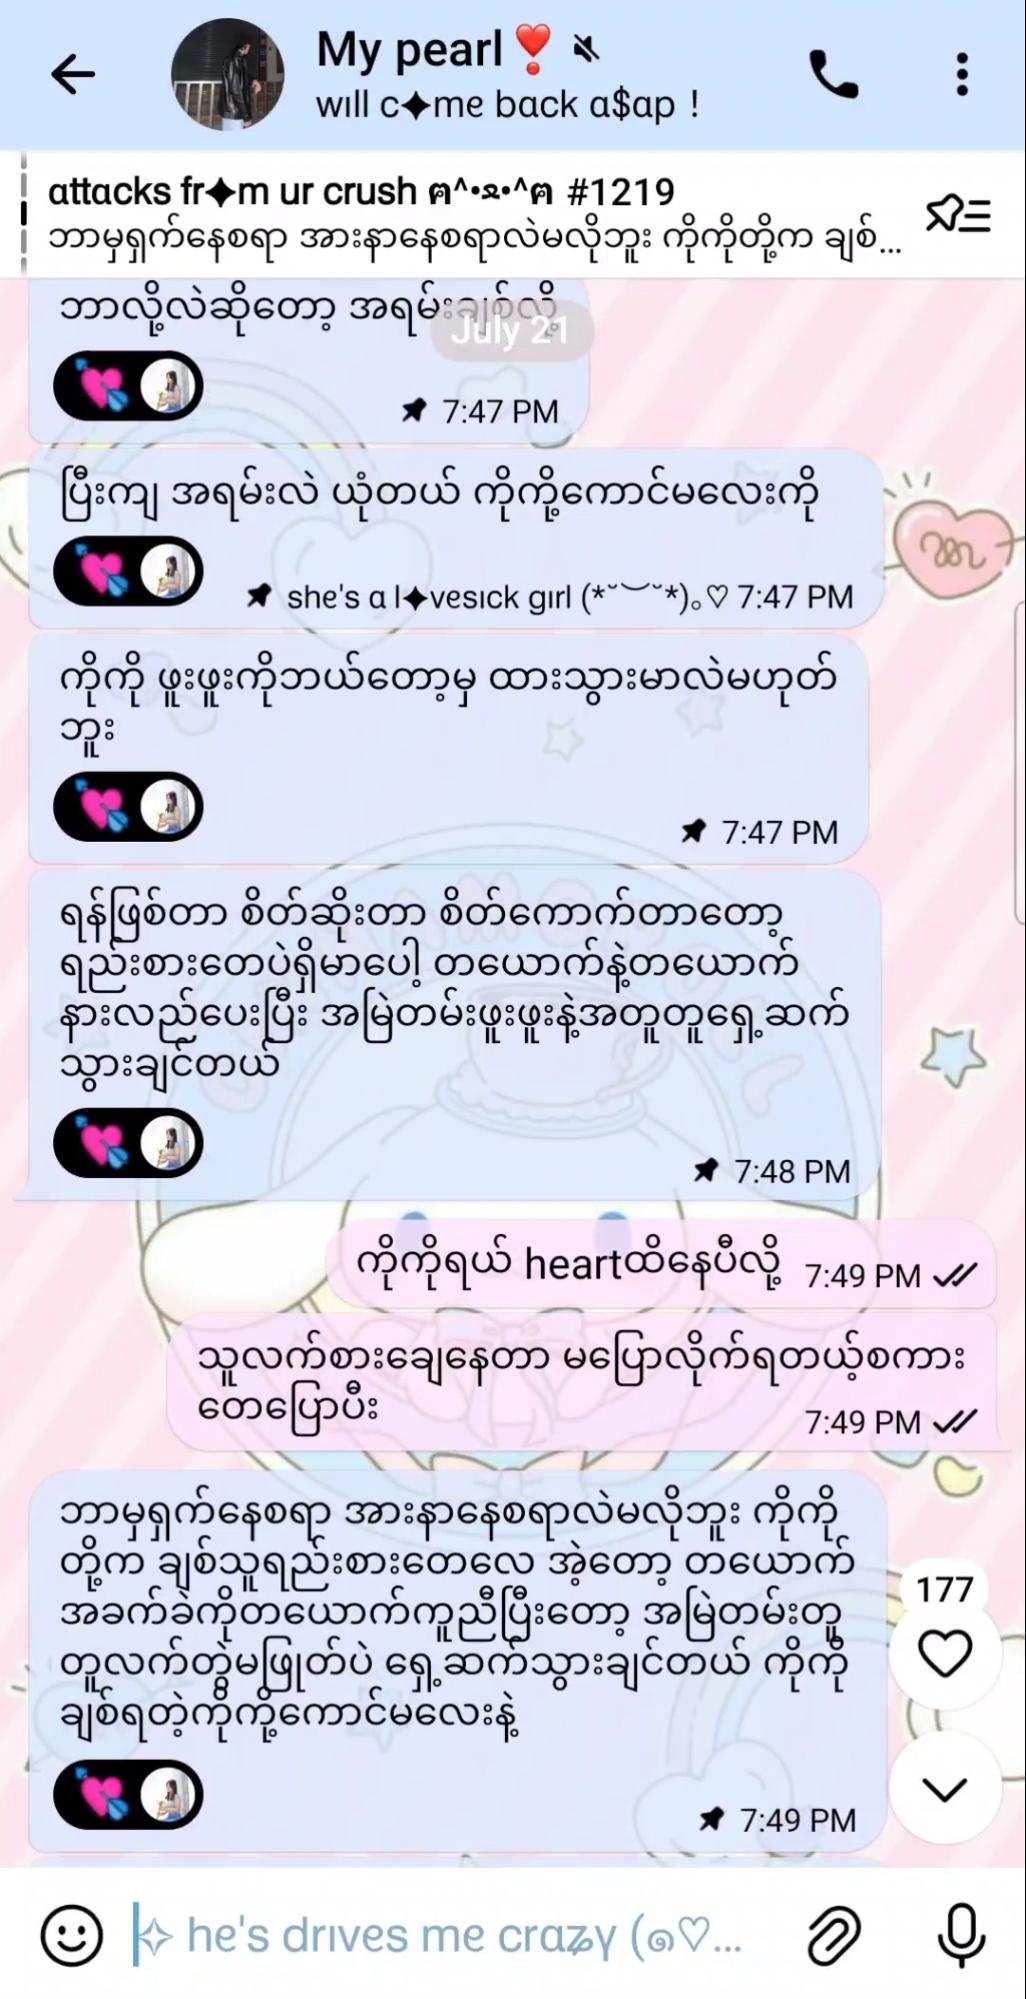 My pearl❣️
wıll c✦me bαck α$αp !
αttαcks fr✦m ur crush ฅ^•ﻌ•^ฅ #1219
ဘာမှရှက်နေစရာ အားနာနေစရာလဲမလိုဘူး ကိုကိုတို့က ချစ်...
ဘာလို့လဲဆိုတော့ အရမ်းချစ်လို့
July 21
7:47 PM
ပြီးကျ အရမ်းလဲ ယုံတယ် ကိုကို့ကောင်မလေးကို
she's α l✦vesıck gırl (*˘︶˘*)｡♡ 7:47 PM
ကိုကို ဖူးဖူးကိုဘယ်တော့မှ ထားသွားမာလဲမဟုတ်
ဘူး
7:47 PM
ရန်ဖြစ်တာ စိတ်ဆိုးတာ စိတ်ကောက်တာတော့
ရည်းစားတေပဲရှိမာပေါ့ တယောက်နဲ့တယောက်
နားလည်ပေးပြီး အမြဲတမ်းဖူးဖူးနဲ့အတူတူရှေ့ဆက်
သွားချင်တယ်
7:48 PM
ကိုကိုရယ် heartထိနေပီလို့ 7:49 PM
သူလက်စားချေနေတာ မပြောလိုက်ရတယ့်စကား
တေပြောပီး 7:49 PM
ဘာမှရှက်နေစရာ အားနာနေစရာလဲမလိုဘူး ကိုကို
တို့က ချစ်သူရည်းစားတေလေ အဲ့တော့ တယောက်
အခက်ခဲကိုတယောက်ကူညီပြီးတော့ အမြဲတမ်းတူ
တူလက်တွဲမဖြုတ်ပဲ ရှေ့ဆက်သွားချင်တယ် ကိုကို
ချစ်ရတဲ့ကိုကို့ကောင်မလေးနဲ့
7:49 PM
177
✧ he's drıves me crαzγ (๑♡...